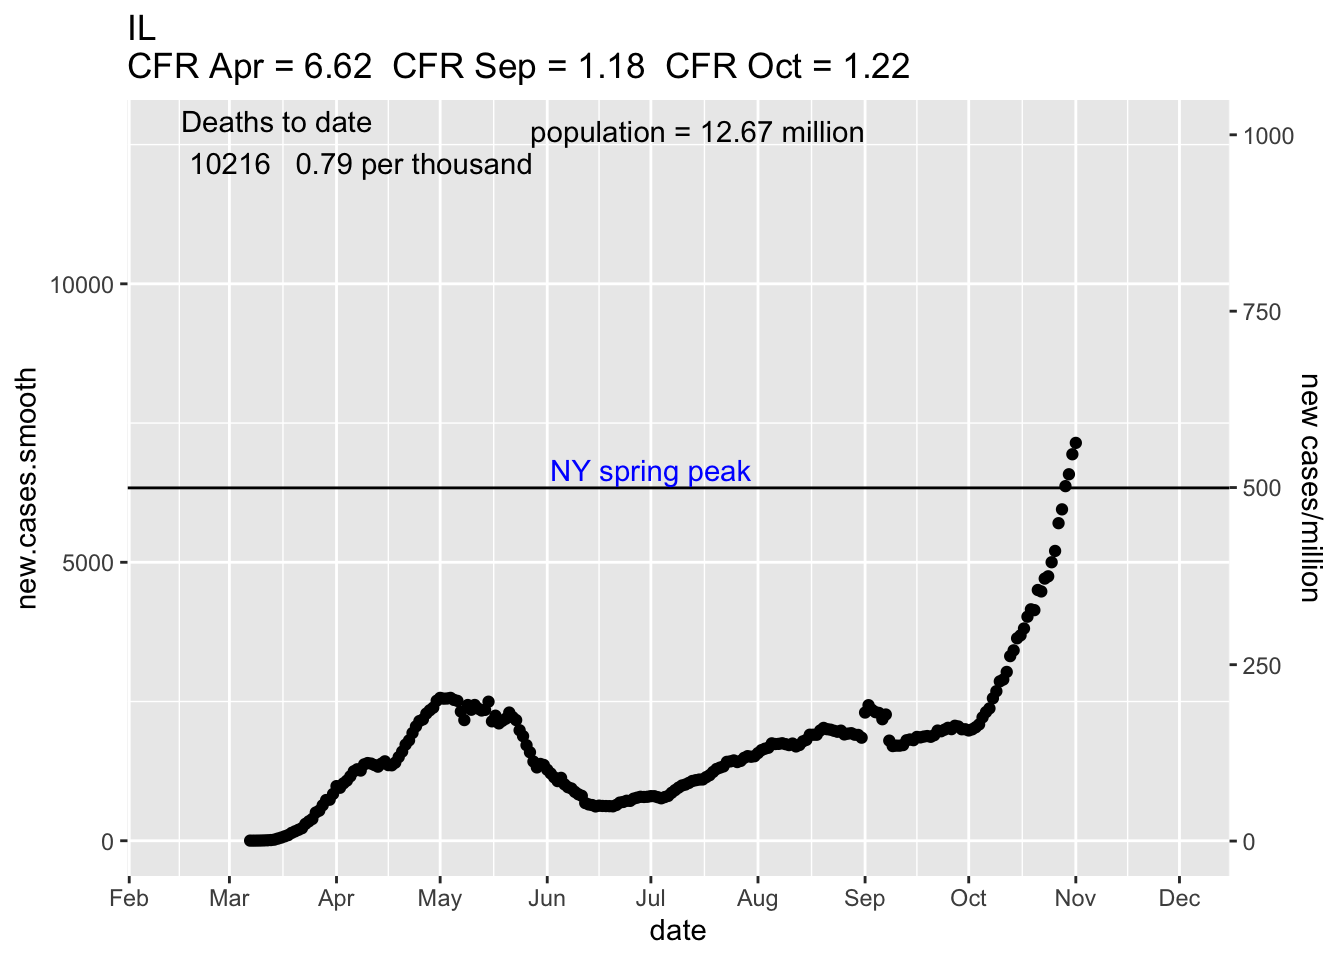 IL
CFR Apr = 6.62  CFR Sep = 1.18  CFR Oct = 1.22
Deaths to date
population = 12.67 million
10216   0.79 per thousand
1000
10000
750
new.cases.smooth
new cases/million
NY spring peak
500
5000
250
0
0
Feb Mar Apr May Jun Jul Aug Sep Oct Nov Dec
date